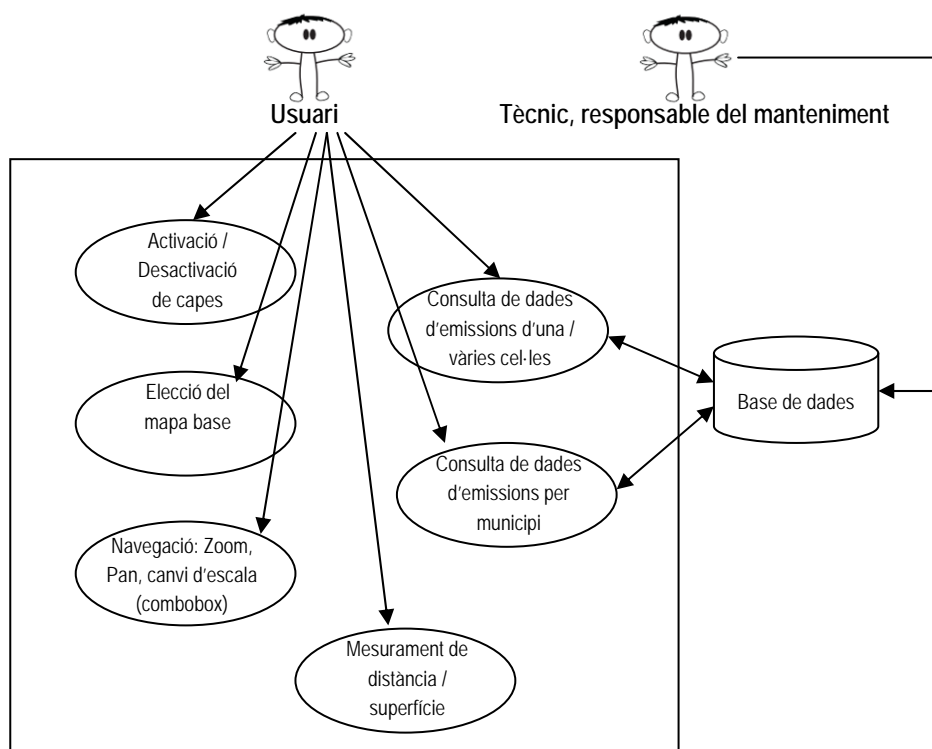 Usuari
Tècnic, responsable del manteniment
Activació /
Desactivació
de capes
Consulta de dades
d'emissions d'una /
vàries cel·les
Elecció del
mapa base
Base de dades
Consulta de dades
d'emissions per
municipi
Navegació: Zoom,
Pan, canvi d'escala
(combobox)
Mesurament de
distància /
superfície